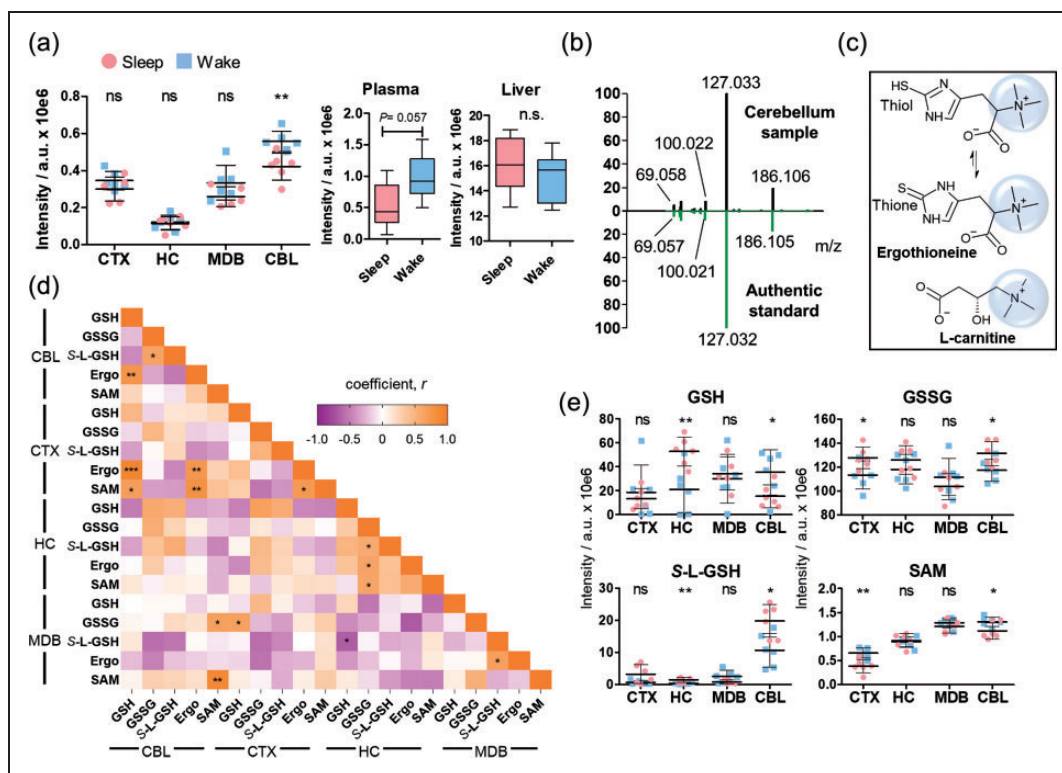 (a)
Sleep Wake
Intensity / a.u. x 10e6
0.8
0.6
0.4
0.2
0.0
ns ns ns **
CTX HC MDB CBL
Plasma
Intensity / a.u. x 10e6
2.0
1.5
1.0
0.5
0.0
P= 0.057
Sleep Wake
Liver
Intensity / a.u. x 10e6
20
18
16
14
12
n.s.
Sleep Wake
(b)
127.033
100
80
60
40
20
0
20
40
60
80
100
Cerebellum
sample
100.022
69.058
186.106
69.057
186.105
m/z
100.021
Authentic
standard
127.032
(c)
HS
N
N+
Thiol
NH
O−
O
H
S
NH
N+
Thione
HN
O−
O
Ergothioneine
O
N+
O−
OH
L-carnitine
(d)
GSH
GSSG
CBL S-L-GSH
Ergo
SAM
GSH
GSSG
CTX S-L-GSH
Ergo
SAM
GSH
HC GSSG
S-L-GSH
Ergo
SAM
GSH
GSSG
MDB S-L-GSH
Ergo
SAM
coefficient, r
-1.0 -0.5 0 0.5 1.0
*
**
*** **
* ** *
*
*
*
* *
*
*
**
GSH GSSG S-L-GSH Ergo SAM GSH GSSG S-L-GSH Ergo SAM GSH GSSG S-L-GSH Ergo SAM GSH GSSG S-L-GSH Ergo SAM
CBL CTX HC MDB
(e)
Intensity / a.u. x 10e6
GSH
ns ** ns *
80
60
40
20
0
CTX HC MDB CBL
Intensity / a.u. x 10e6
GSSG
* ns ns *
160
140
120
100
80
CTX HC MDB CBL
S-L-GSH
ns ** ns *
30
20
10
0
CTX HC MDB CBL
SAM
** ns ns *
2.0
1.5
1.0
0.5
0.0
CTX HC MDB CBL